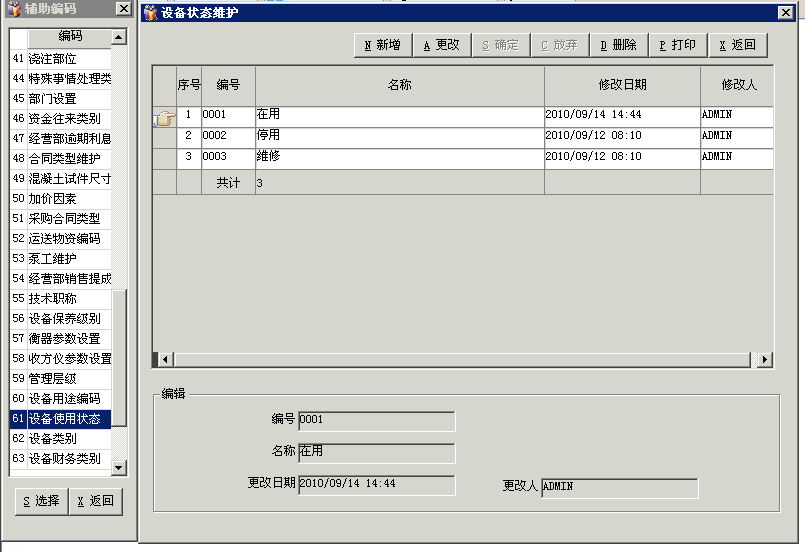 辅助编码
编码
41 浇注部位
44 特殊事情处理类
45 部门设置
46 资金往来类别
47 经营部逾期利息
48 合同类型维护
49 混凝土试件尺寸
50 加价因素
51 采购合同类型
52 运送物资编码
53 泵工维护
54 经营部销售提成
55 技术职称
56 设备保养级别
57 衡器参数设置
58 收方仪参数设置
59 管理层级
60 设备用途编码
61 设备使用状态
62 设备类别
63 设备财务类别
S 选择 X 返回
设备状态维护
N 新增 A 更改 S 确定 C 放弃 D 删除 P 打印 X 返回
序号 编号 名称 修改日期 修改人
1 0001 在用 2010/09/14 14:44 ADMIN
2 0002 停用 2010/09/12 08:10 ADMIN
3 0003 维修 2010/09/12 08:10 ADMIN
共计 3
编辑
编号 0001
名称 在用
更改日期 2010/09/14 14:44 更改人 ADMIN